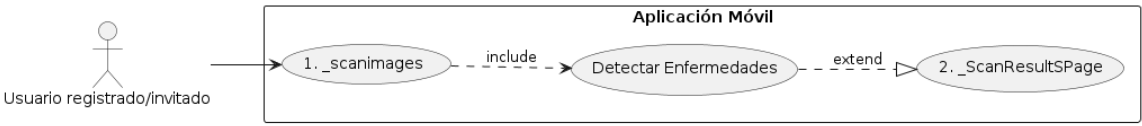 Aplicación Móvil
Usuario registrado/invitado
1. _scanimages
include
Detectar Enfermedades
extend
2. _ScanResultSPage